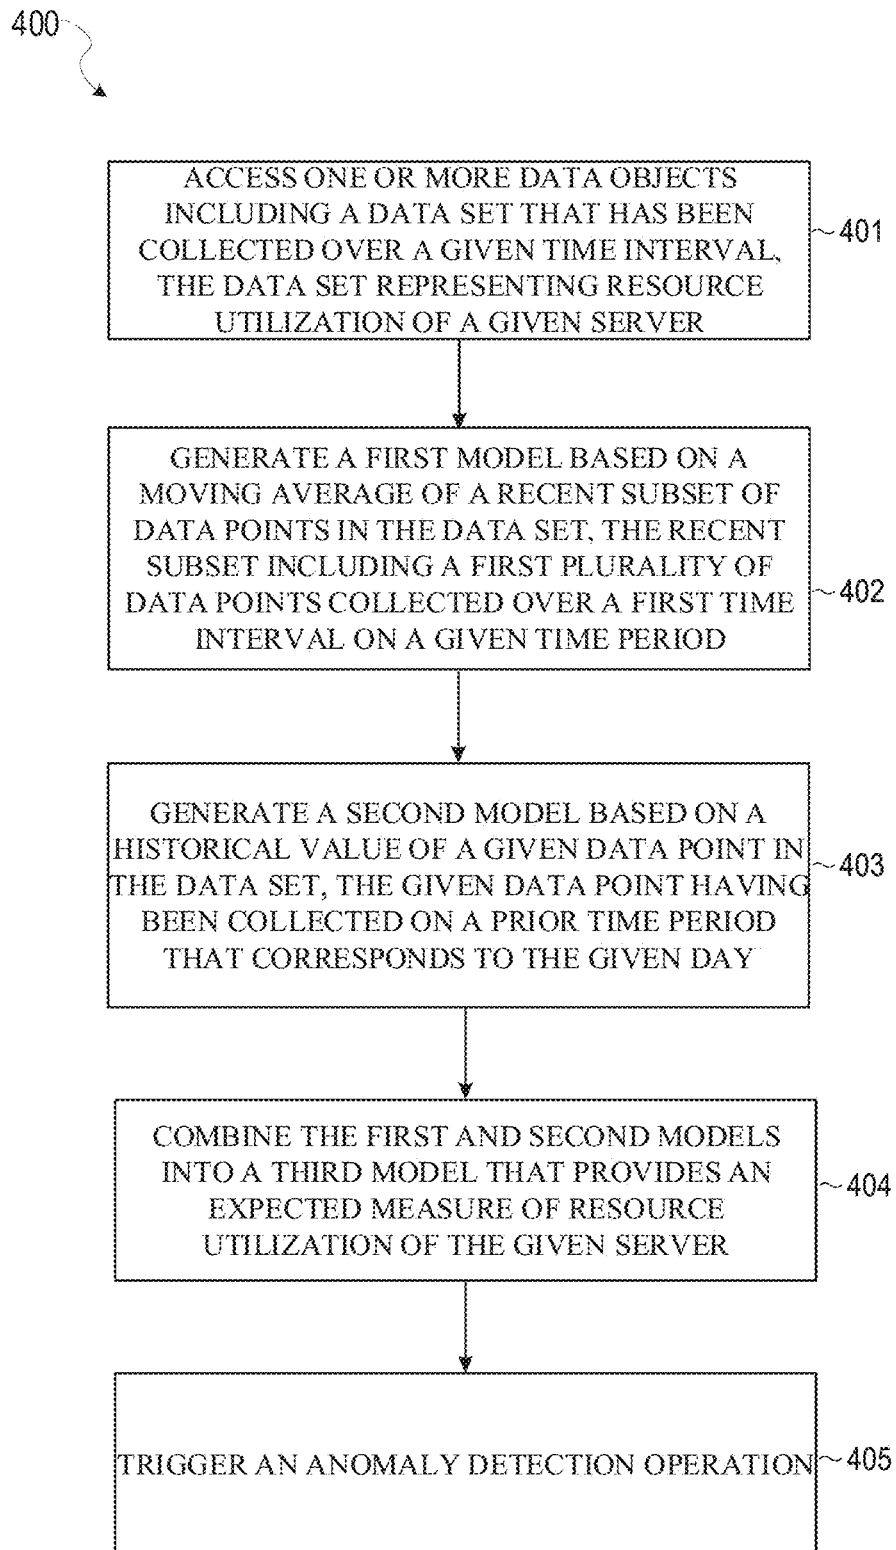 400
ACCESS ONE OR MORE DATA OBJECTS
INCLUDING A DATA SET THAT HAS BEEN
COLLECTED OVER A GIVEN TIME INTERVAL,
THE DATA SET REPRESENTING RESOURCE
UTILIZATION OF A GIVEN SERVER
401
GENERATE A FIRST MODEL BASED ON A
MOVING AVERAGE OF A RECENT SUBSET OF
DATA POINTS IN THE DATA SET, THE RECENT
SUBSET INCLUDING A FIRST PLURALITY OF
DATA POINTS COLLECTED OVER A FIRST TIME
INTERVAL ON A GIVEN TIME PERIOD
402
GENERATE A SECOND MODEL BASED ON A
HISTORICAL VALUE OF A GIVEN DATA POINT IN
THE DATA SET, THE GIVEN DATA POINT HAVING
BEEN COLLECTED ON A PRIOR TIME PERIOD
THAT CORRESPONDS TO THE GIVEN DAY
403
COMBINE THE FIRST AND SECOND MODELS
INTO A THIRD MODEL THAT PROVIDES AN
EXPECTED MEASURE OF RESOURCE
UTILIZATION OF THE GIVEN SERVER
404
TRIGGER AN ANOMALY DETECTION OPERATION
405